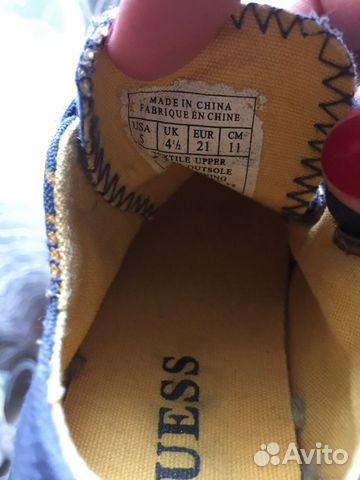 MADE IN CHINA
FABRIQUE EN CHINE
USA UK EUR CM
5 4½ 21 11
UPPER
OUTSOLE
UESS
Avito